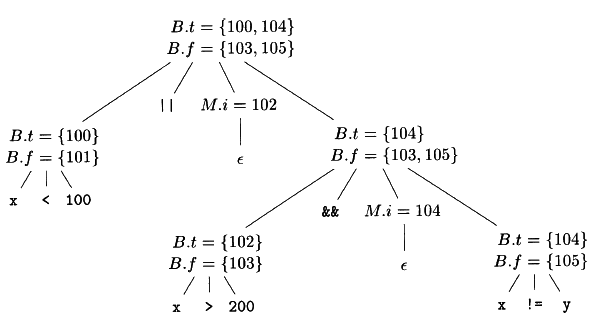 B.t = {100, 104}
B.f = {103, 105}
|| M.i = 102
B.t = {100}
B.f = {101}
ϵ
B.t = {104}
B.f = {103, 105}
x < 100
&& M.i = 104
B.t = {102}
B.f = {103}
ϵ
B.t = {104}
B.f = {105}
x > 200
x != y